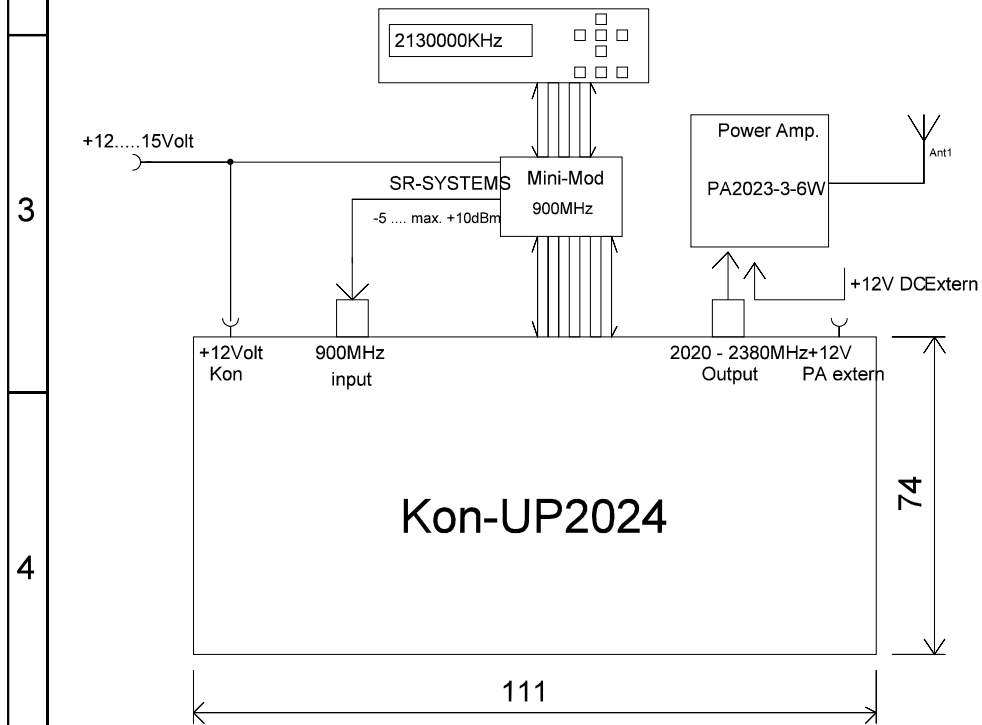 2130000KHz
Power Amp.
+12.....15Volt
Ant1
SR-SYSTEMS
Mini-Mod
PA2023-3-6W
3
900MHz
-5 .... max. +10dBm
+12V DCExtern
+12Volt
900MHz
2020 - 2380MHz+12V
Kon
input
Output
PA extern
74
Kon-UP2024
4
111